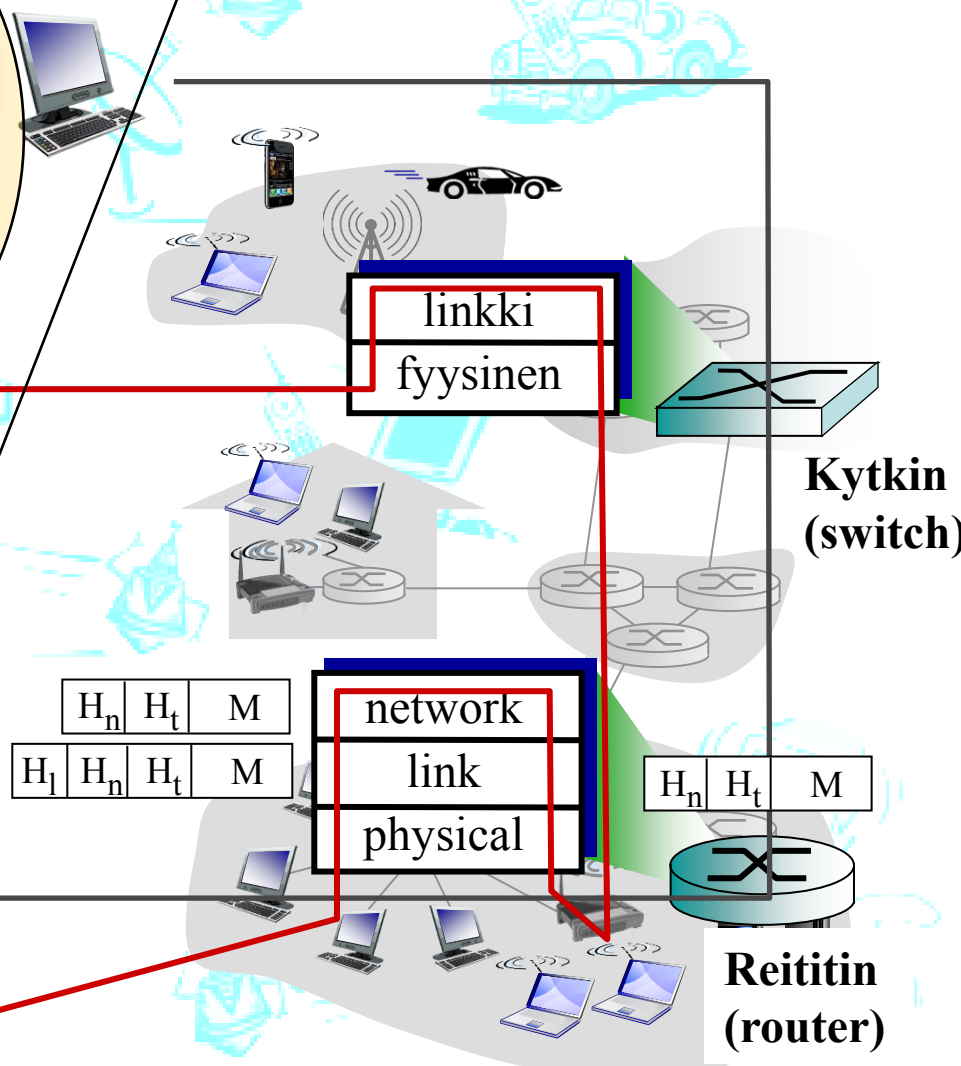 linkki
fyysinen
Kytkin
(switch)
Hn Ht M
network
Hl Hn Ht M
link
Hn Ht M
physical
Reititin
(router)